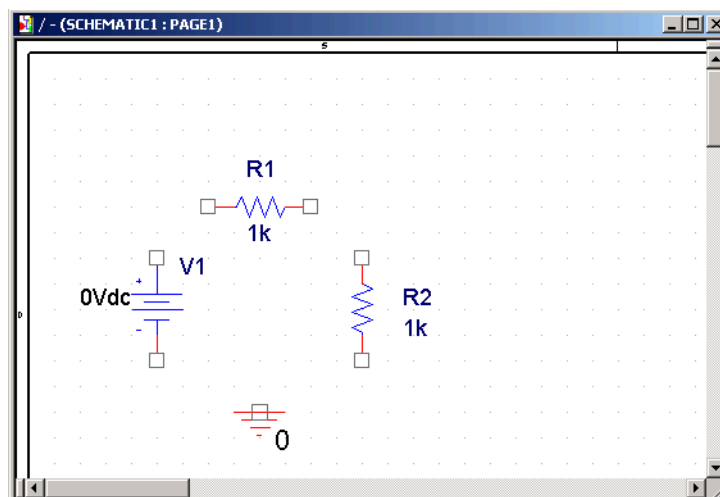 / - (SCHEMATIC1 : PAGE1)
5
R1
1k
V1
0Vdc
+
-
R2
1k
D
0